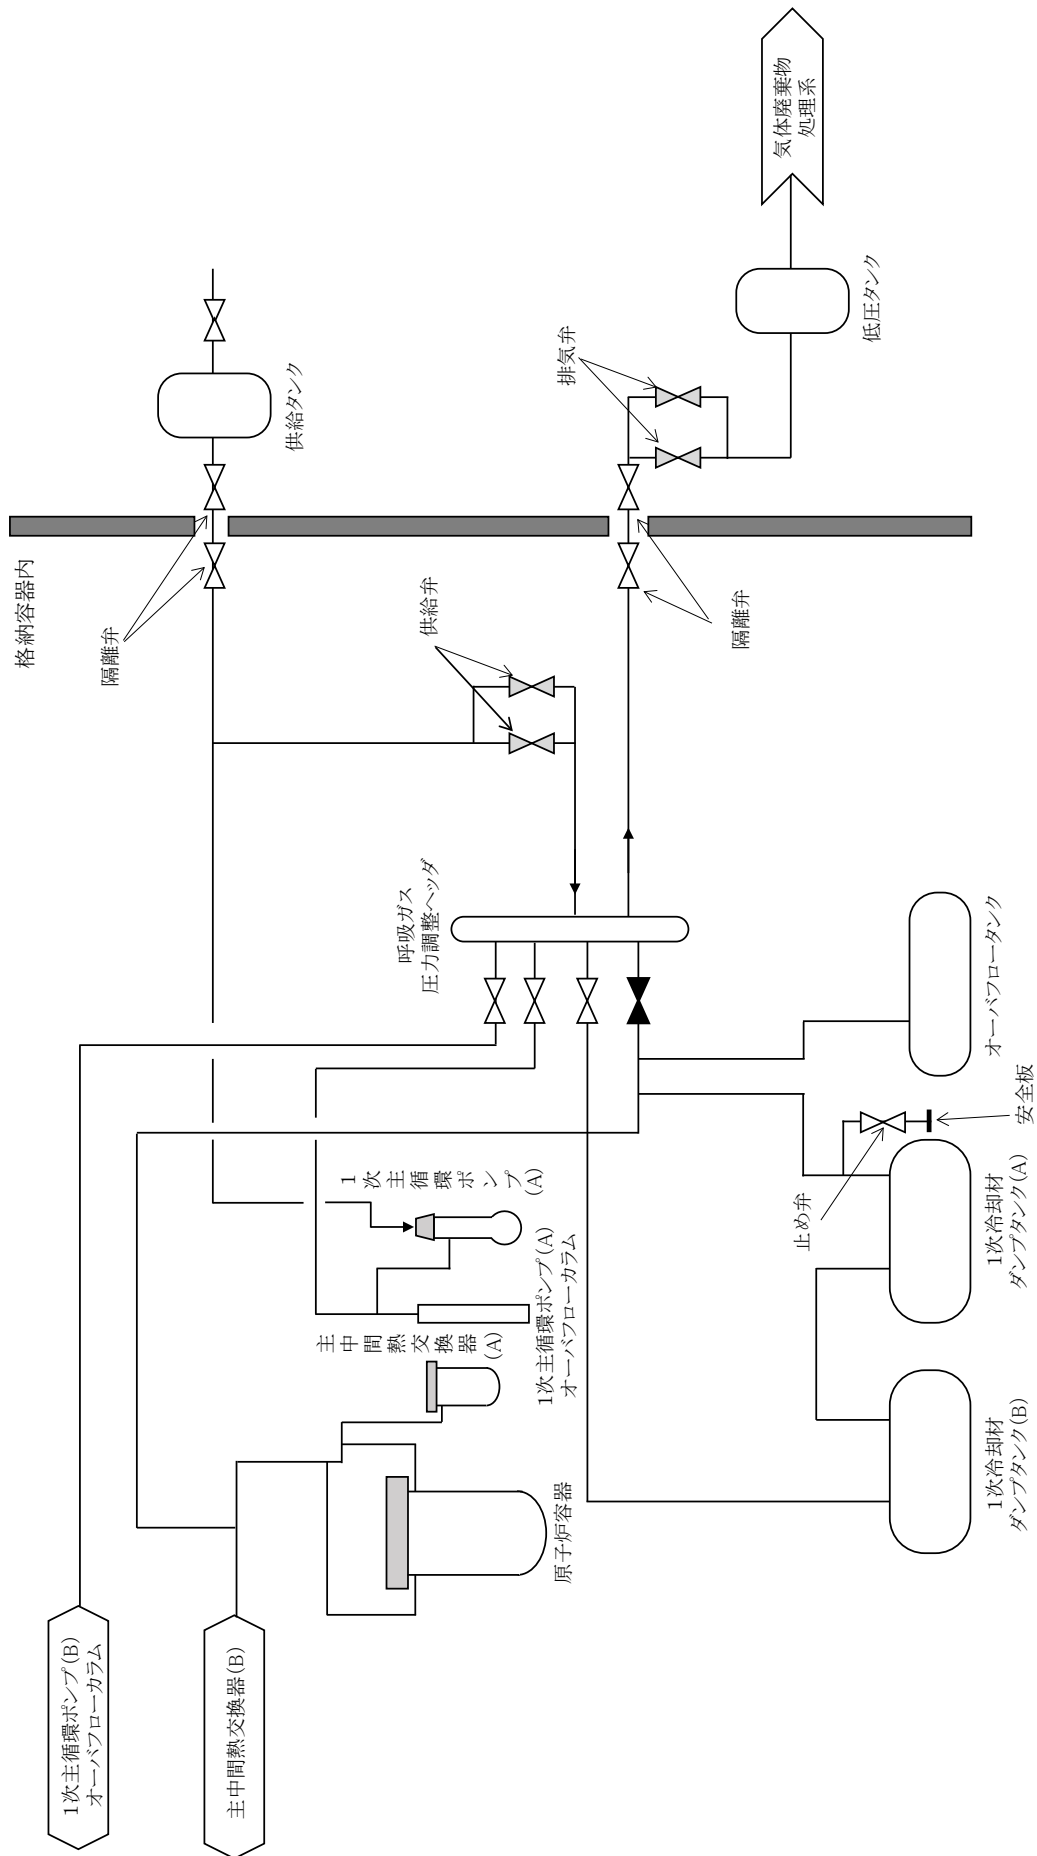 1次主循環ポンプ(B)
オーバフローカラム
主中間熱交換器(B)
格納容器内
隔離弁
供給タンク
供給弁
排気弁
隔離弁
低圧タンク
気体廃棄物
処理系
呼吸ガス
圧力調整ヘッダ
1次主循環ポンプ(A)
主中間熱交換器(A)
1次主循環ポンプ(A)
オーバフローカラム
原子炉容器
オーバフロータンク
安全板
止め弁
1次冷却材
ダンプタンク(A)
1次冷却材
ダンプタンク(B)